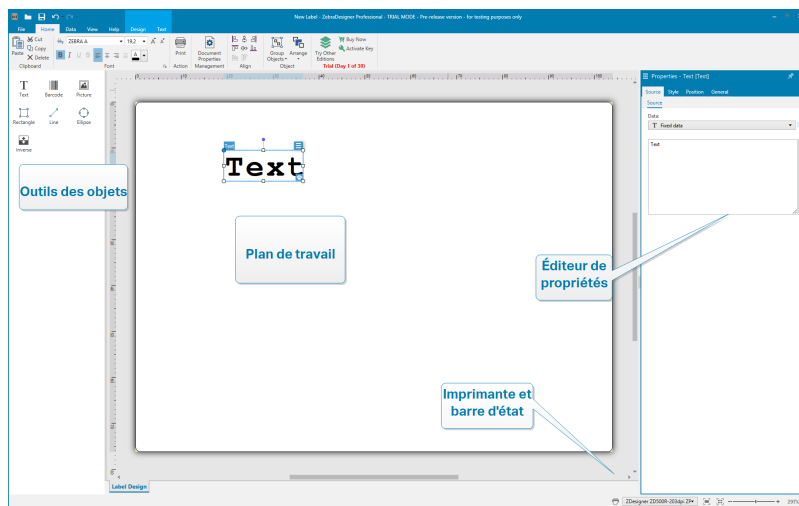 New Label - ZebraDesigner Professional - TRIAL MODE - Pre-release version - for testing purposes only
File Home Data View Help Design Text
Paste
Cut
Copy
Delete
Clipboard
ZEBRA A 19,2
B I U
Font
Print
Action
Document Properties
Management
Align
Group Objects
Arrange
Object
Try Other Editions
Buy Now
Activate Key
Trial (Day 1 of 30)
Text Barcode Picture
Rectangle Line Ellipse
Inverse
Outils des objets
Text
Text
Plan de travail
Éditeur de
propriétés
Imprimante et
barre d'état
Label Design
Properties - Text [Text]
Source Style Position General
Source
Data:
T Fixed data
Text
ZDesigner ZD500R-203dpi ZP